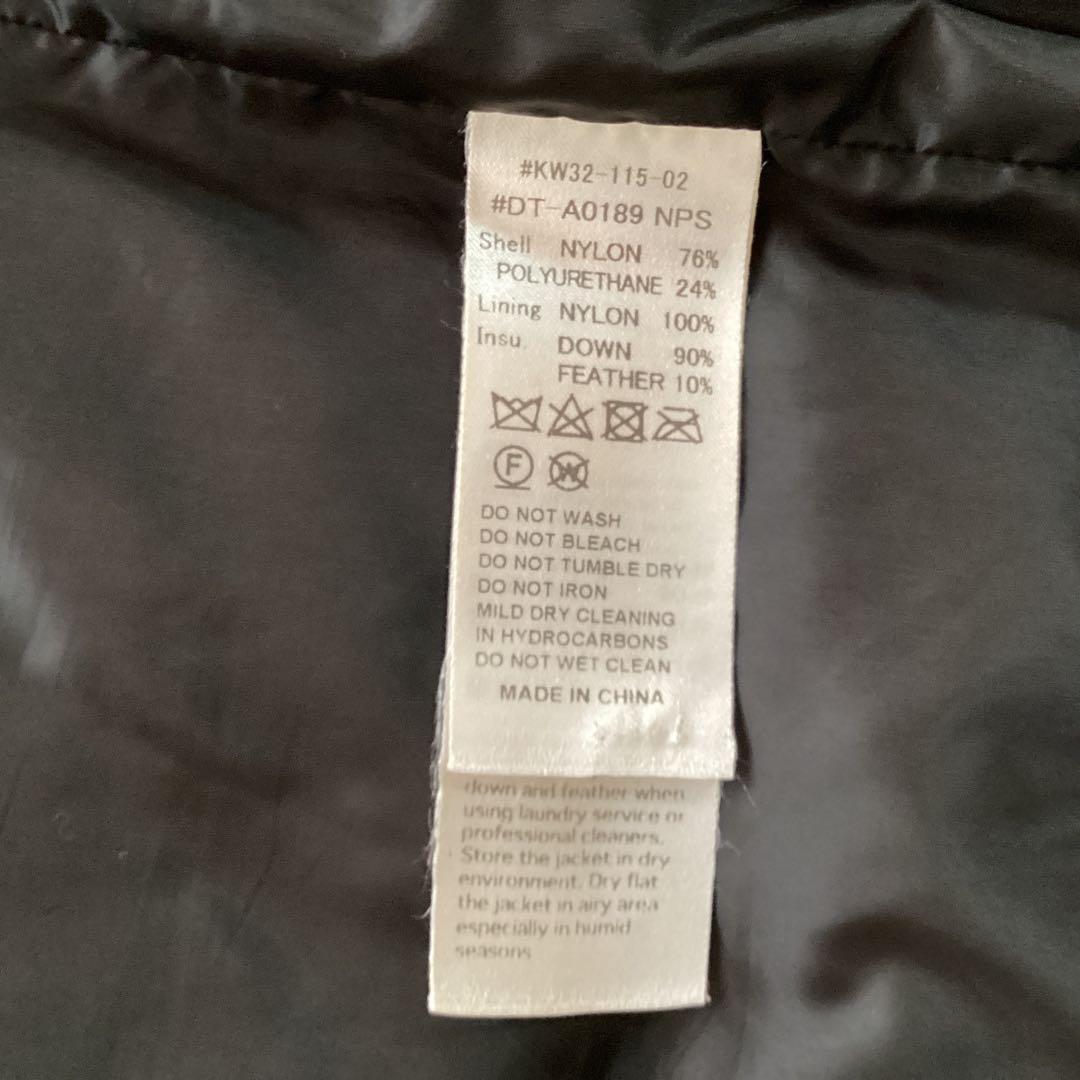 #KW32-115-02
#DT-A0189 NPS
Shell NYLON 76%
POLYURETHANE 24%
Lining NYLON 100%
Insu. DOWN 90%
FEATHER 10%
F W
DO NOT WASH
DO NOT BLEACH
DO NOT TUMBLE DRY
DO NOT IRON
MILD DRY CLEANING
IN HYDROCARBONS
DO NOT WET CLEAN
MADE IN CHINA
down and feather when
using laundry service or
professional cleaners.
Store the jacket in dry
environment. Dry flat
the jacket in airy area
especially in humid
seasons